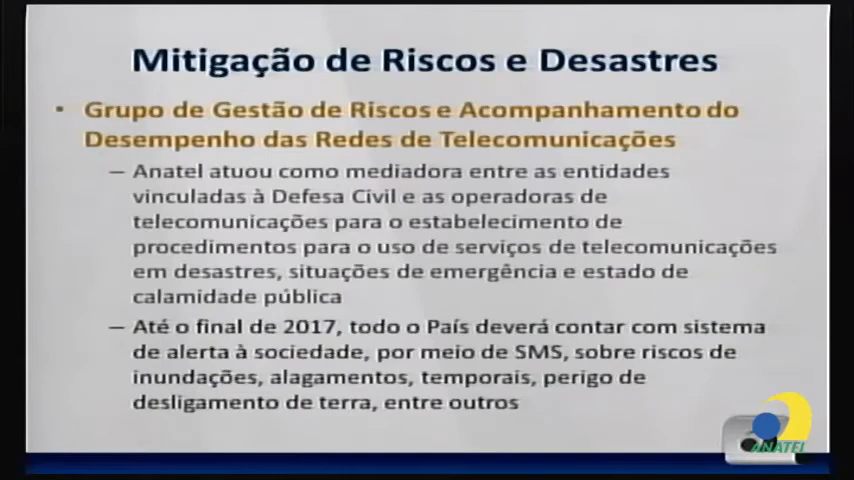 Mitigação de Riscos e Desastres
• Grupo de Gestão de Riscos e Acompanhamento do
Desempenho das Redes de Telecomunicações
– Anatel atuou como mediadora entre as entidades
vinculadas à Defesa Civil e as operadoras de
telecomunicações para o estabelecimento de
procedimentos para o uso de serviços de telecomunicações
em desastres, situações de emergência e estado de
calamidade pública
– Até o final de 2017, todo o País deverá contar com sistema
de alerta à sociedade, por meio de SMS, sobre riscos de
inundações, alagamentos, temporais, perigo de
desligamento de terra, entre outros
ANATEL